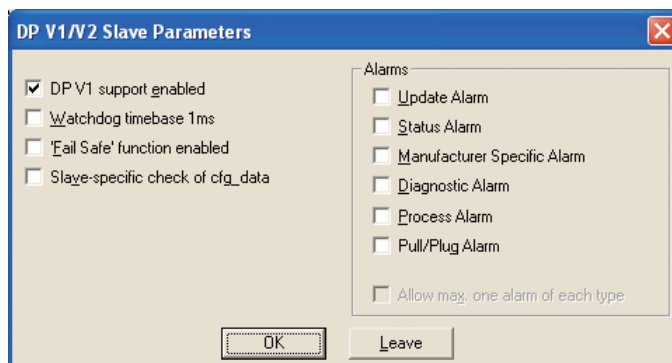 DP V1/V2 Slave Parameters
DP V1 support enabled
Watchdog timebase 1ms
'Fail Safe' function enabled
Slave-specific check of cfg_data
Alarms
Update Alarm
Status Alarm
Manufacturer Specific Alarm
Diagnostic Alarm
Process Alarm
Pull/Plug Alarm
Allow max. one alarm of each type
OK
Leave